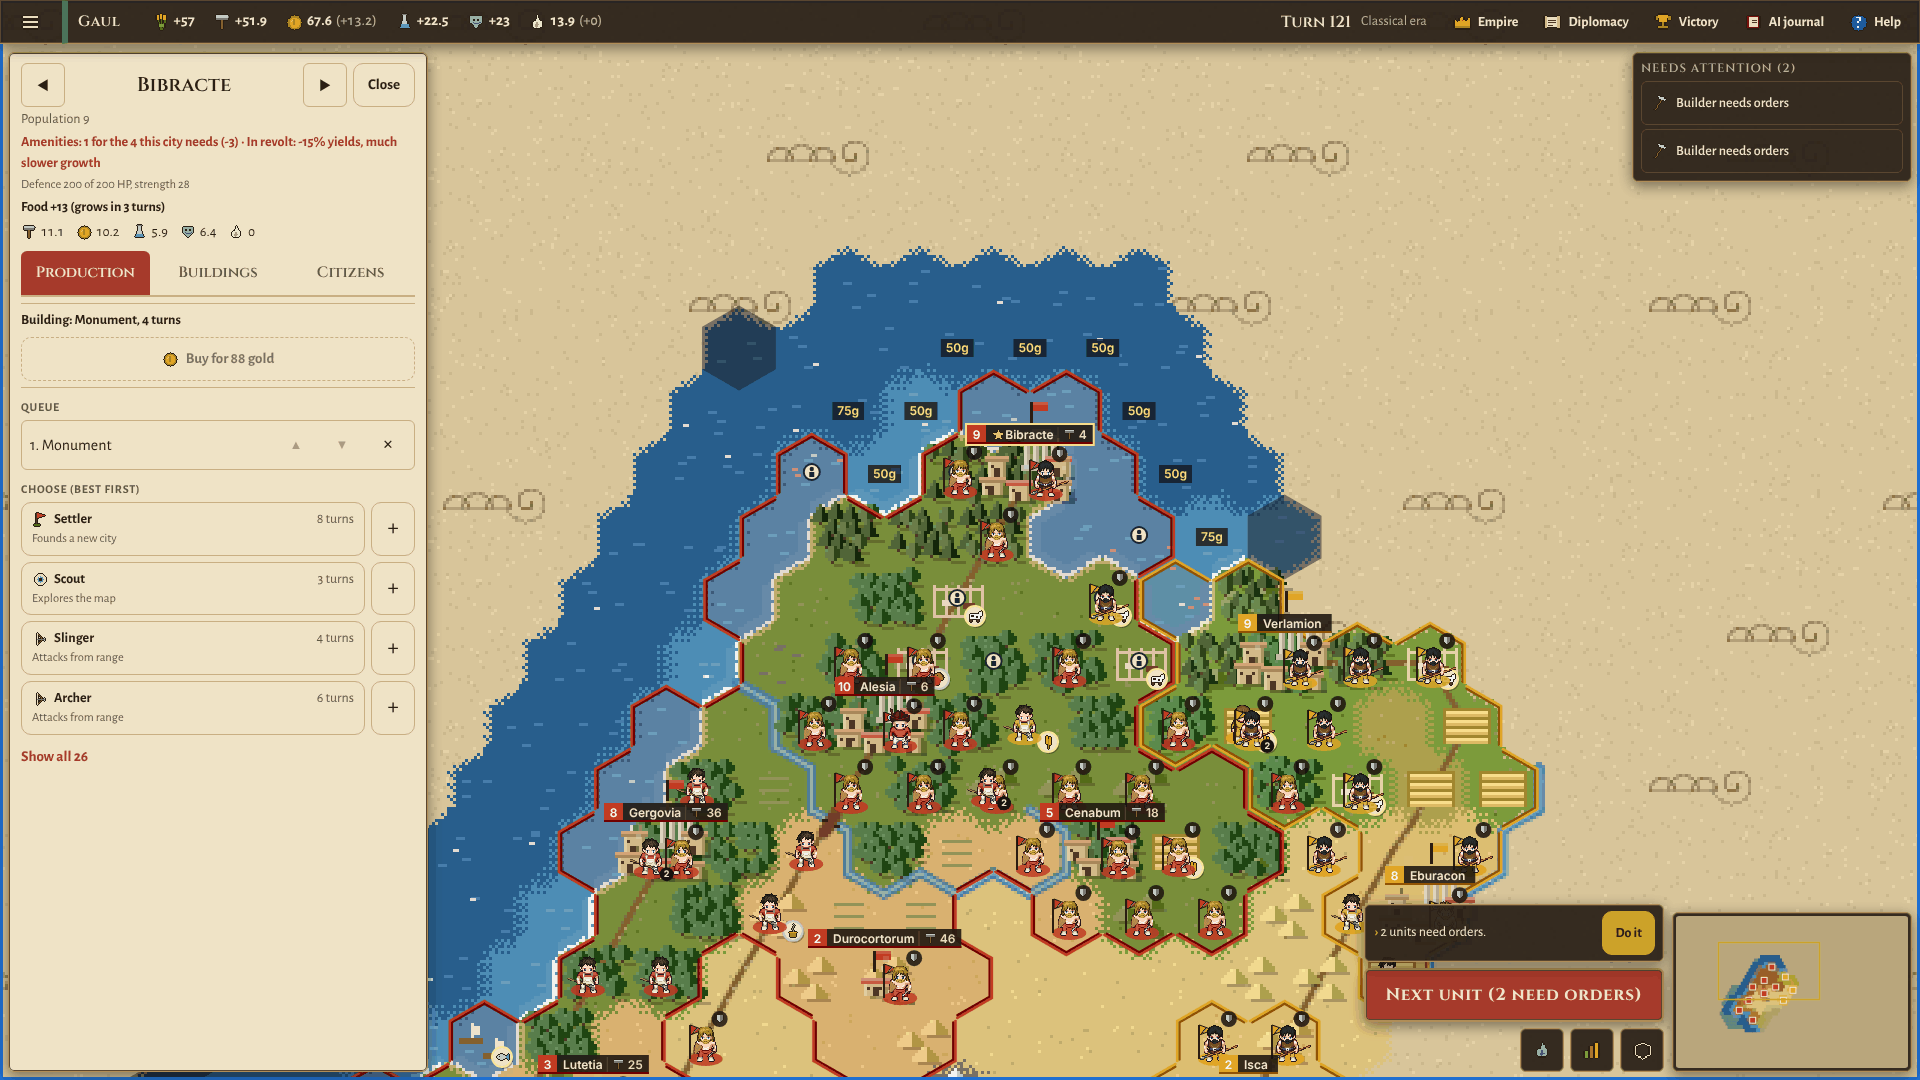 GAUL +57 +51.9 67.6 (+13.2) +22.5 +23 13.9 (+0) TURN 121 Classical era Empire Diplomacy Victory AI journal Help
BIBRACTE
Close
Population 9
Amenities: 1 for the 4 this city needs (-3) · In revolt: -15% yields, much
slower growth
Defence 200 of 200 HP, strength 28
Food +13 (grows in 3 turns)
11.1 10.2 5.9 6.4 0
PRODUCTION BUILDINGS CITIZENS
Building: Monument, 4 turns
Buy for 88 gold
QUEUE
1. Monument
CHOOSE (BEST FIRST)
Settler 8 turns
Founds a new city
Scout 3 turns
Explores the map
Slinger 4 turns
Attacks from range
Archer 6 turns
Attacks from range
Show all 26
NEEDS ATTENTION (2)
Builder needs orders
Builder needs orders
50g 50g 50g
75g 50g 50g
9 Bibracte 4
50g 50g
75g
9 Verlamion
10 Alesia 6
2
8 Gergovia 36
2
5 Cenabum 18
2
8 Eburacon
2 Durocortorum 46
3 Lutetia 25
2 Isca
› 2 units need orders.
Do it
NEXT UNIT (2 NEED ORDERS)